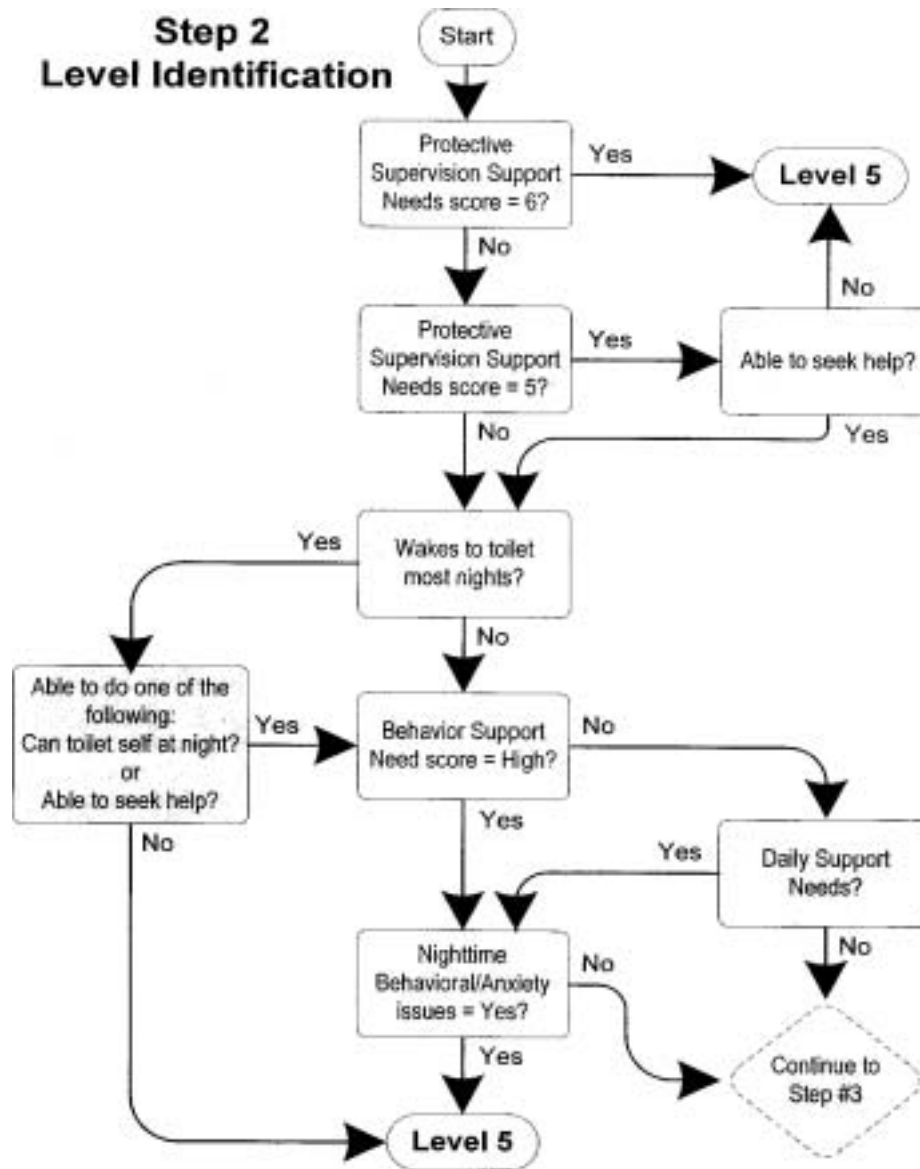 Step 2
Level Identification
Start
Protective
Supervision Support
Needs score = 6?
Yes
Level 5
No
No
Protective
Supervision Support
Needs score = 5?
Yes
Able to seek help?
No
Yes
Wakes to toilet
most nights?
Yes
No
Able to do one of the
following:
Can toilet self at night?
or
Able to seek help?
Yes
Behavior Support
Need score = High?
No
Yes
No
Daily Support
Needs?
Yes
No
Nighttime
Behavioral/Anxiety
issues = Yes?
No
Yes
Continue to
Step #3
Level 5